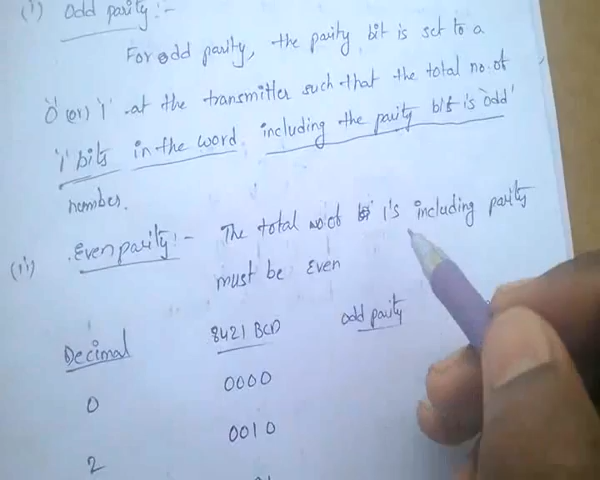 (i) Odd parity:-
For odd parity, the parity bit is set to a
'0' (or) '1' at the transmitter such that the total no. of
'1' bits in the word including the parity bit is 'odd'
number.
(ii) Even parity:- The total no of 1's including parity
must be Even
Decimal 8421 BCD odd parity
0 0000
2 0010